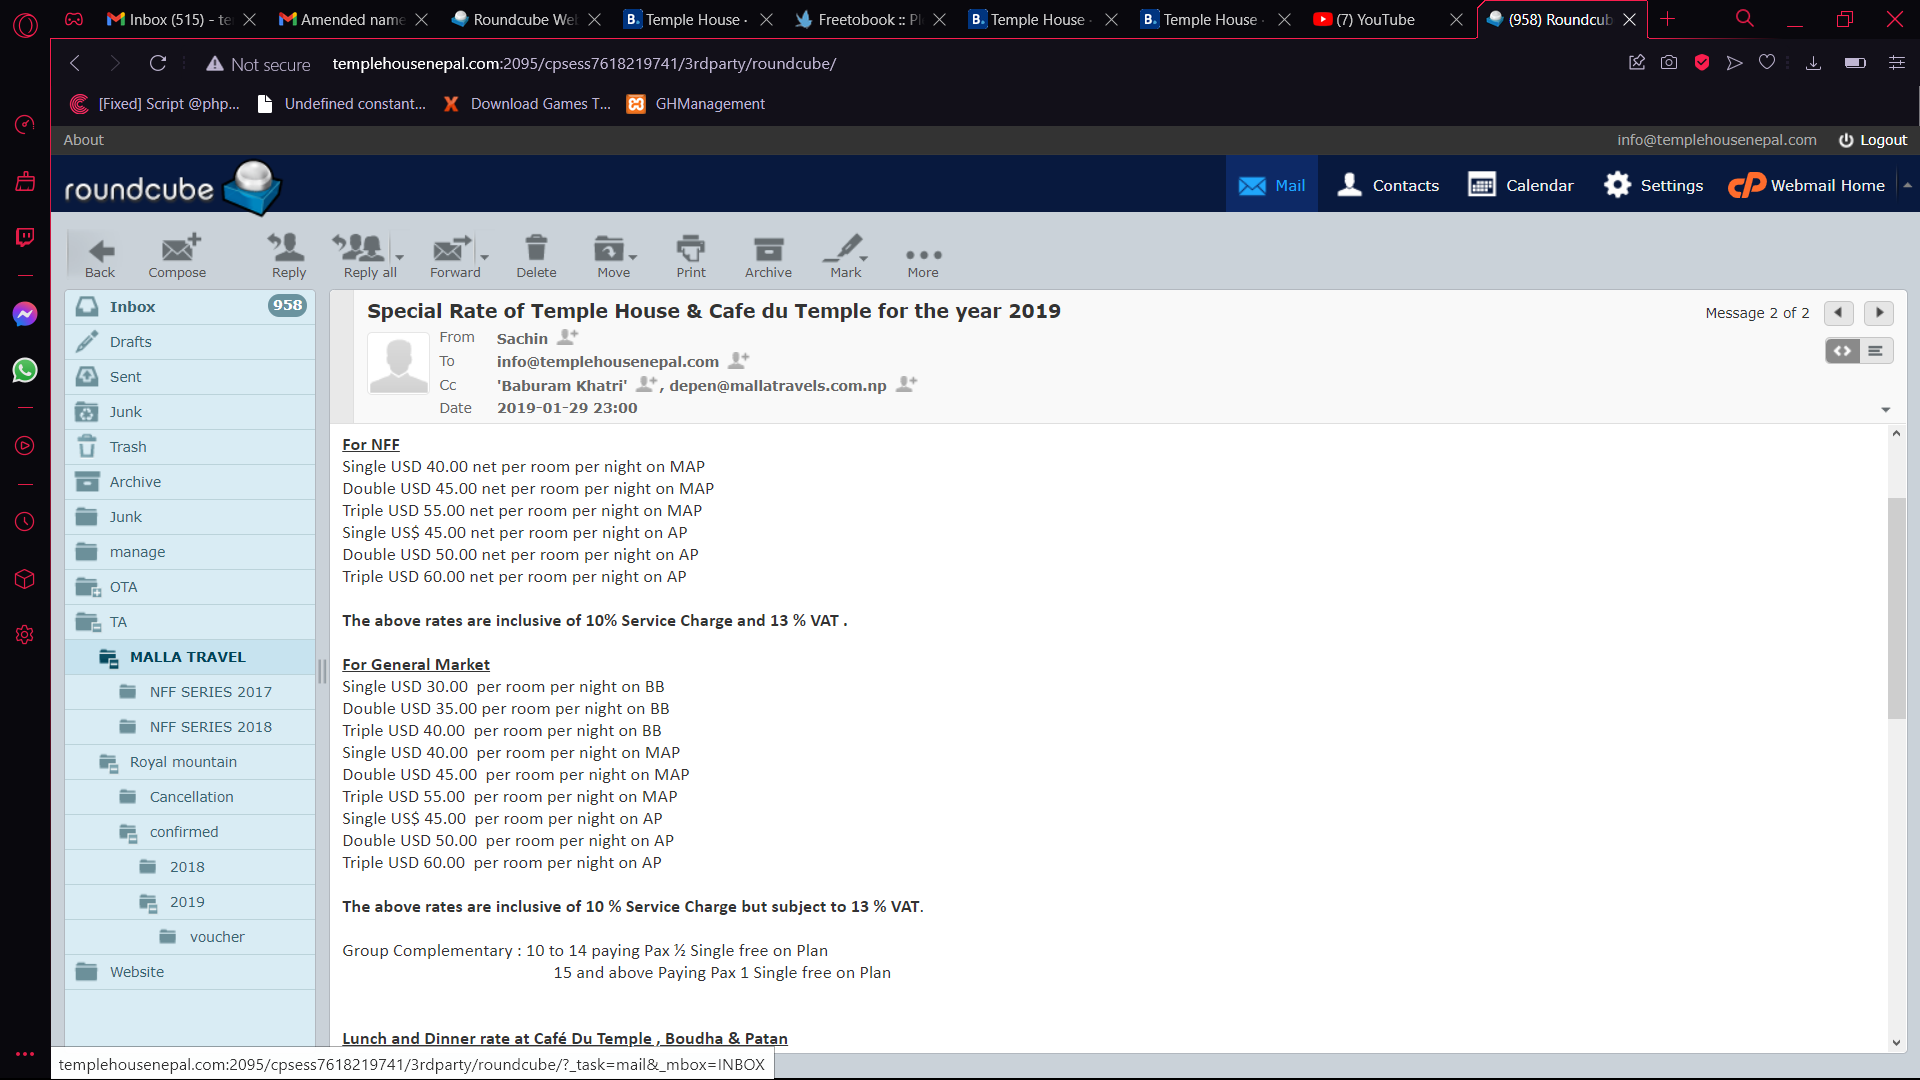 Inbox (515) - te
Amended name
Roundcube Web
Temple House -
Freetobook :: Pl
Temple House -
Temple House -
(7) YouTube
(958) Roundcub
Not secure templehousenepal.com:2095/cpsess7618219741/3rdparty/roundcube/
[Fixed] Script @php...
Undefined constant...
Download Games T...
GHManagement
About
info@templehousenepal.com
Logout
roundcube
Mail
Contacts
Calendar
Settings
cP Webmail Home
Back
Compose
Reply
Reply all
Forward
Delete
Move
Print
Archive
Mark
More
Inbox 958
Drafts
Sent
Junk
Trash
Archive
Junk
manage
OTA
TA
MALLA TRAVEL
NFF SERIES 2017
NFF SERIES 2018
Royal mountain
Cancellation
confirmed
2018
2019
voucher
Website
Special Rate of Temple House & Cafe du Temple for the year 2019
Message 2 of 2
From Sachin
To info@templehousenepal.com
Cc 'Baburam Khatri' , depen@mallatravels.com.np
Date 2019-01-29 23:00
For NFF
Single USD 40.00 net per room per night on MAP
Double USD 45.00 net per room per night on MAP
Triple USD 55.00 net per room per night on MAP
Single US$ 45.00 net per room per night on AP
Double USD 50.00 net per room per night on AP
Triple USD 60.00 net per room per night on AP
The above rates are inclusive of 10% Service Charge and 13 % VAT .
For General Market
Single USD 30.00  per room per night on BB
Double USD 35.00 per room per night on BB
Triple USD 40.00  per room per night on BB
Single USD 40.00  per room per night on MAP
Double USD 45.00  per room per night on MAP
Triple USD 55.00  per room per night on MAP
Single US$ 45.00  per room per night on AP
Double USD 50.00  per room per night on AP
Triple USD 60.00  per room per night on AP
The above rates are inclusive of 10 % Service Charge but subject to 13 % VAT.
Group Complementary : 10 to 14 paying Pax ½ Single free on Plan
15 and above Paying Pax 1 Single free on Plan
Lunch and Dinner rate at Café Du Temple , Boudha & Patan
templehousenepal.com:2095/cpsess7618219741/3rdparty/roundcube/?_task=mail&_mbox=INBOX